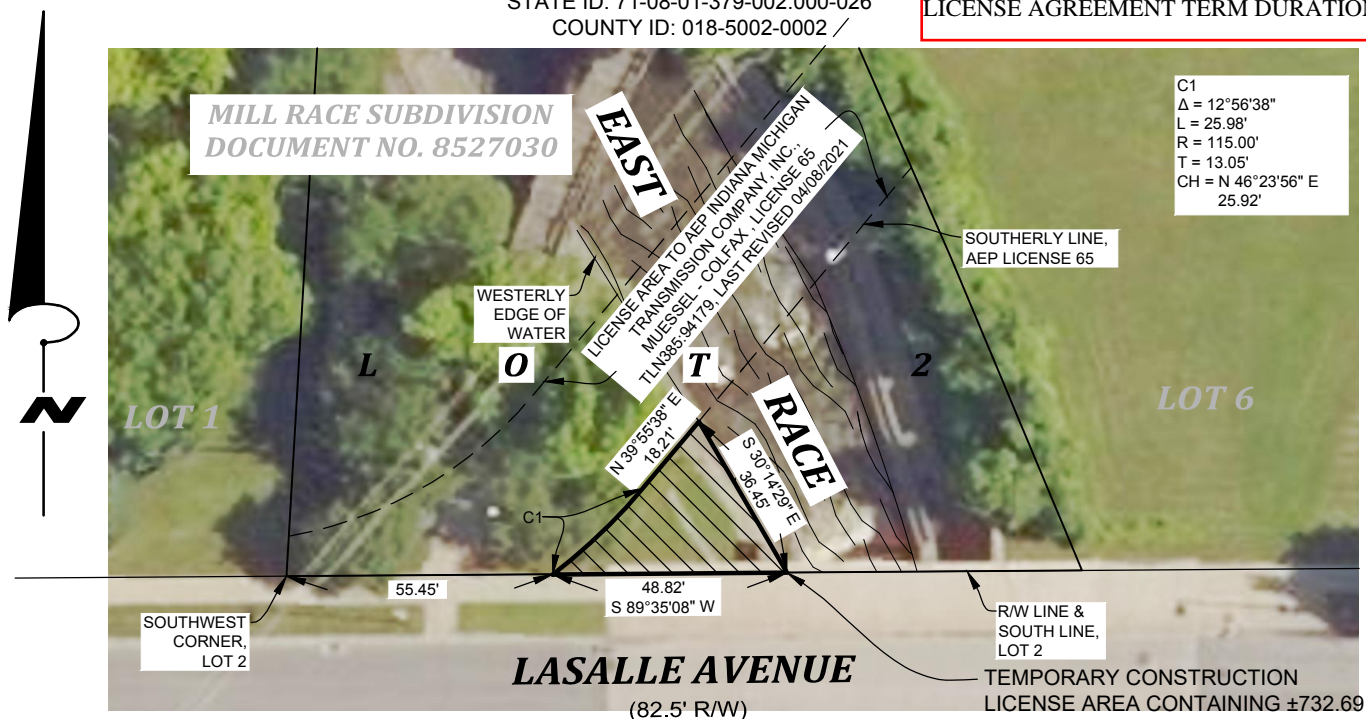 STATE ID: 71-08-01-379-002.000-026
COUNTY ID: 018-5002-0002
LICENSE AGREEMENT TERM DURATION
MILL RACE SUBDIVISION
DOCUMENT NO. 8527030
EAST
C1
Δ = 12°56'38"
L = 25.98'
R = 115.00'
T = 13.05'
CH = N 46°23'56" E
25.92'
LICENSE AREA TO AEP INDIANA MICHIGAN
TRANSMISSION COMPANY, INC.,
MUESSEL - COLFAX , LICENSE 65
TLN385:94179, LAST REVISED 04/08/2021
SOUTHERLY LINE,
AEP LICENSE 65
WESTERLY
EDGE OF
WATER
L O T 2
LOT 1
LOT 6
N
RACE
N 39°55'38" E
18.21'
S 30°14'29" E
36.45'
C1
55.45'
48.82'
S 89°35'08" W
SOUTHWEST
CORNER,
LOT 2
R/W LINE &
SOUTH LINE,
LOT 2
LASALLE AVENUE
(82.5' R/W)
TEMPORARY CONSTRUCTION
LICENSE AREA CONTAINING ±732.69